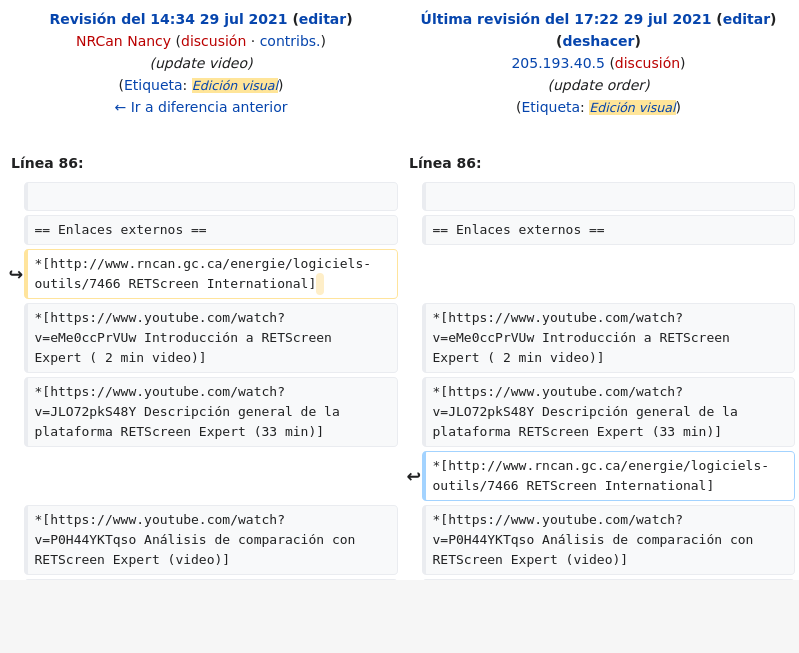 Revisión del 14:34 29 jul 2021 (editar)
NRCan Nancy (discusión · contribs.)
(update video)
(Etiqueta: Edición visual)
← Ir a diferencia anterior
Última revisión del 17:22 29 jul 2021 (editar)
(deshacer)
205.193.40.5 (discusión)
(update order)
(Etiqueta: Edición visual)
Línea 86:
Línea 86:
== Enlaces externos ==
== Enlaces externos ==
*[http://www.rncan.gc.ca/energie/logiciels-
outils/7466 RETScreen International]
*[https://www.youtube.com/watch?
v=eMe0ccPrVUw Introducción a RETScreen
Expert ( 2 min video)]
*[https://www.youtube.com/watch?
v=eMe0ccPrVUw Introducción a RETScreen
Expert ( 2 min video)]
*[https://www.youtube.com/watch?
v=JLO72pkS48Y Descripción general de la
plataforma RETScreen Expert (33 min)]
*[https://www.youtube.com/watch?
v=JLO72pkS48Y Descripción general de la
plataforma RETScreen Expert (33 min)]
*[http://www.rncan.gc.ca/energie/logiciels-
outils/7466 RETScreen International]
*[https://www.youtube.com/watch?
v=P0H44YKTqso Análisis de comparación con
RETScreen Expert (video)]
*[https://www.youtube.com/watch?
v=P0H44YKTqso Análisis de comparación con
RETScreen Expert (video)]